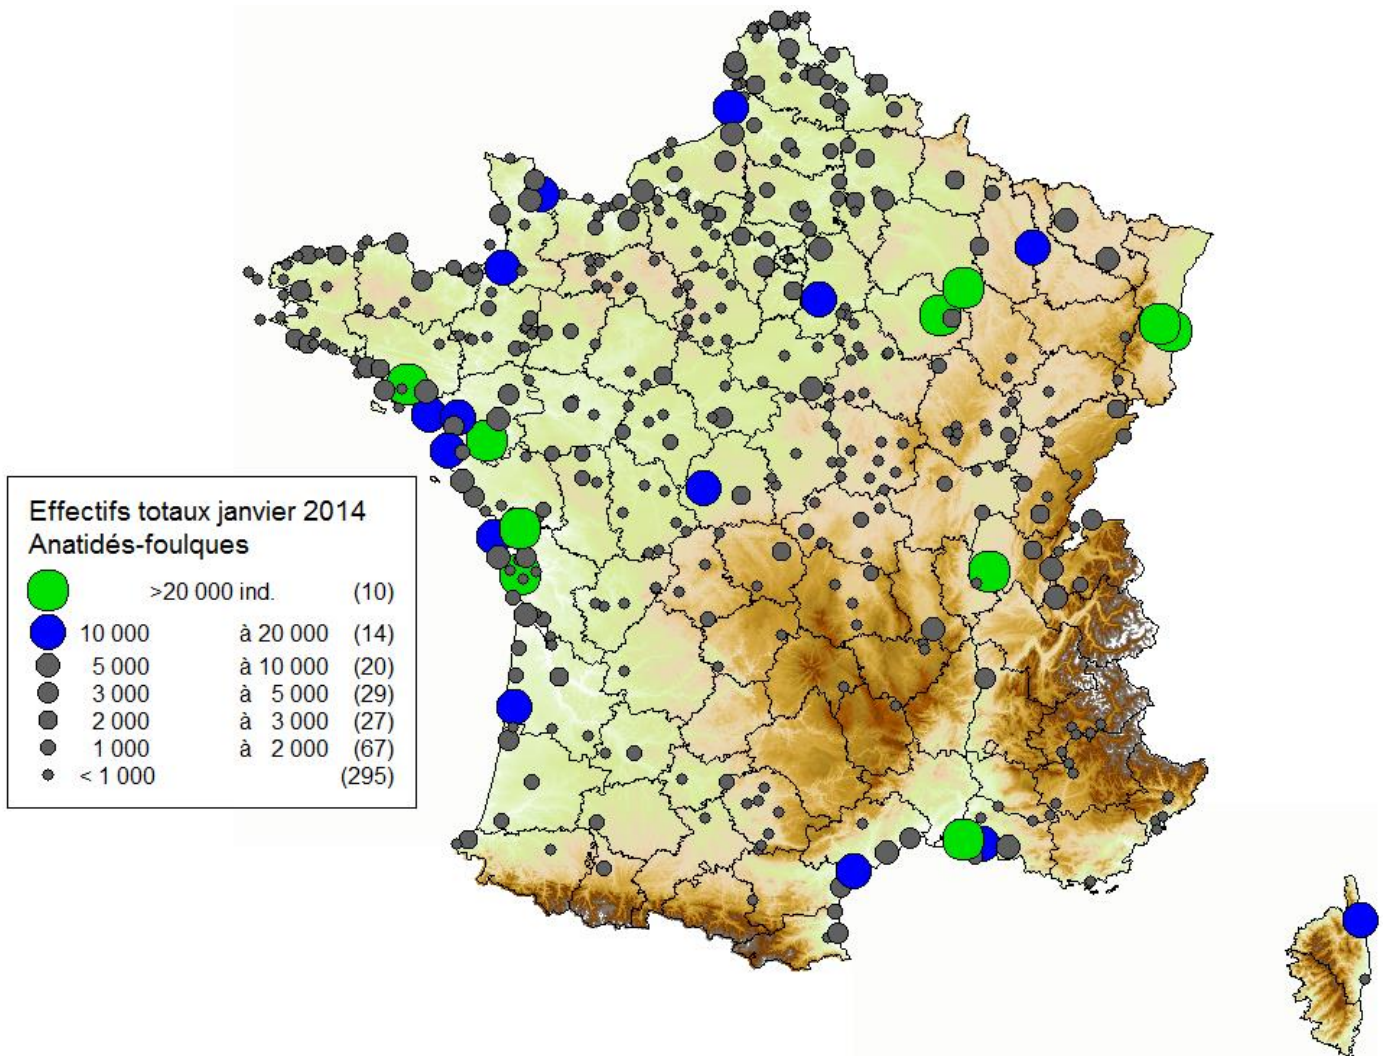 Effectifs totaux janvier 2014
Anatidés-foulques
>20 000 ind. (10)
10 000 à 20 000 (14)
5 000 à 10 000 (20)
3 000 à 5 000 (29)
2 000 à 3 000 (27)
1 000 à 2 000 (67)
< 1 000 (295)